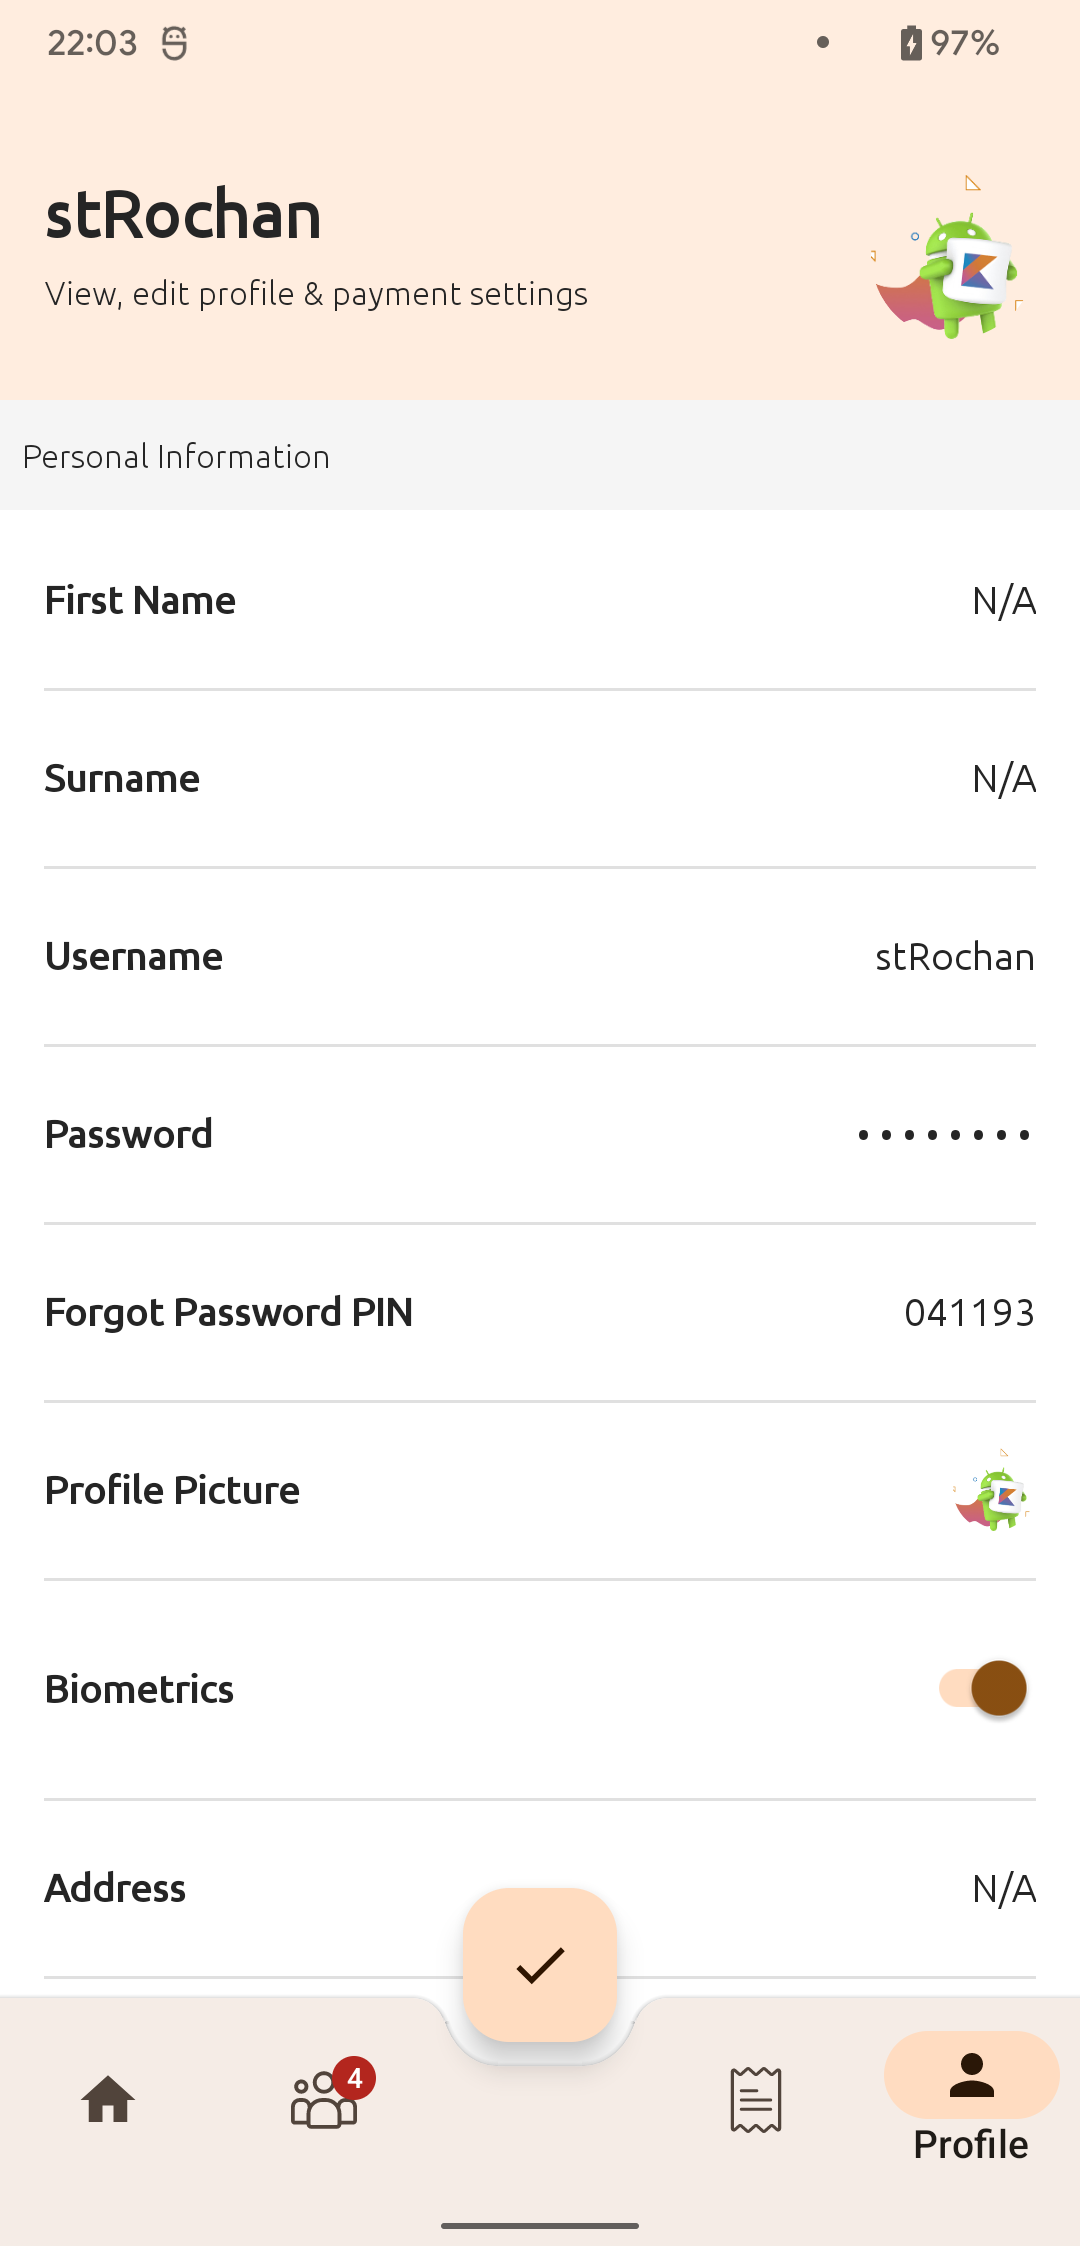 22:03
97%
stRochan
View, edit profile & payment settings
Personal Information
First Name N/A
Surname N/A
Username stRochan
Password ••••••••
Forgot Password PIN 041193
Profile Picture
Biometrics
Address N/A
4
Profile